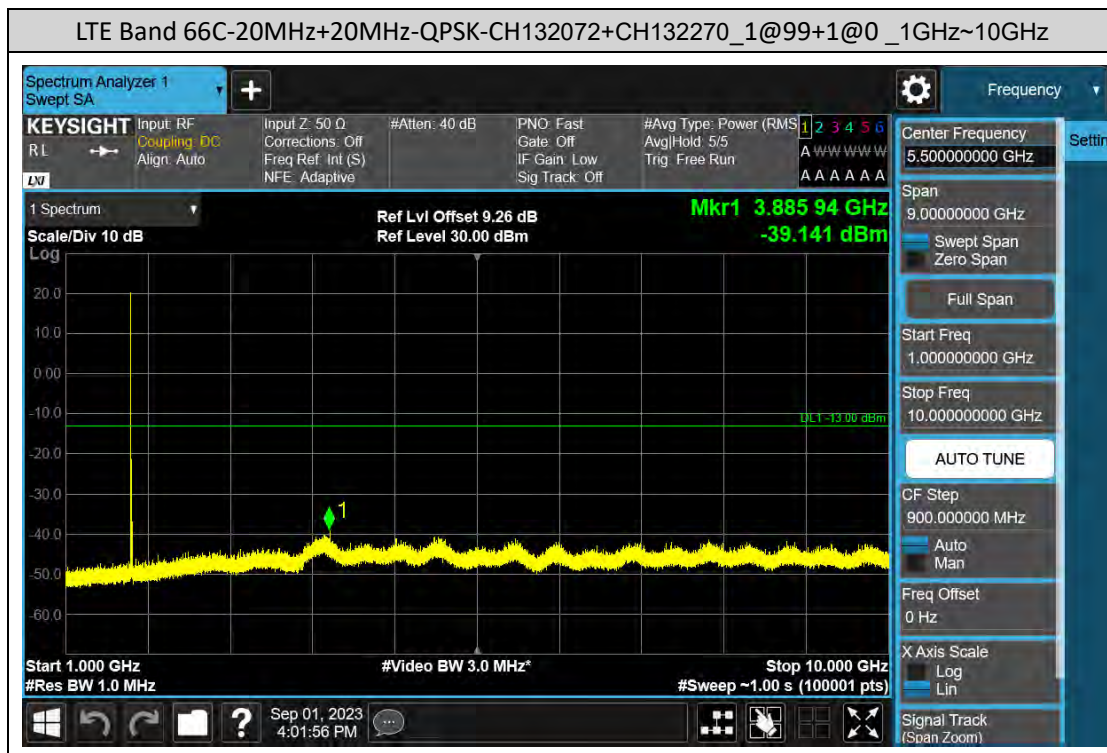 LTE Band 66C-20MHz+20MHz-QPSK-CH132072+CH132270_1@99+1@0 _1GHz~10GHz
Spectrum Analyzer 1
Swept SA
Frequency
KEYSIGHT
RL
LXI
Input: RF
Coupling: DC
Align: Auto
Input Z: 50 Ω
Corrections: Off
Freq Ref: Int (S)
NFE: Adaptive
#Atten: 40 dB
PNO: Fast
Gate: Off
IF Gain: Low
Sig Track: Off
#Avg Type: Power (RMS
Avg|Hold: 5/5
Trig: Free Run
1 2 3 4 5 6
A W W W W W
A A A A A A
Center Frequency
5.500000000 GHz
Settin
1 Spectrum
Scale/Div 10 dB
Log
Ref Lvl Offset 9.26 dB
Ref Level 30.00 dBm
Mkr1 3.885 94 GHz
-39.141 dBm
Span
9.00000000 GHz
Swept Span
Zero Span
Full Span
Start Freq
1.000000000 GHz
Stop Freq
10.000000000 GHz
AUTO TUNE
CF Step
900.000000 MHz
Auto
Man
Freq Offset
0 Hz
X Axis Scale
Log
Lin
Signal Track
(Span Zoom)
20.0
10.0
0.00
-10.0
DL1 -13.00 dBm
-20.0
-30.0
1
-40.0
-50.0
-60.0
Start 1.000 GHz
#Res BW 1.0 MHz
#Video BW 3.0 MHz*
Stop 10.000 GHz
#Sweep ~1.00 s (100001 pts)
?
Sep 01, 2023
4:01:56 PM